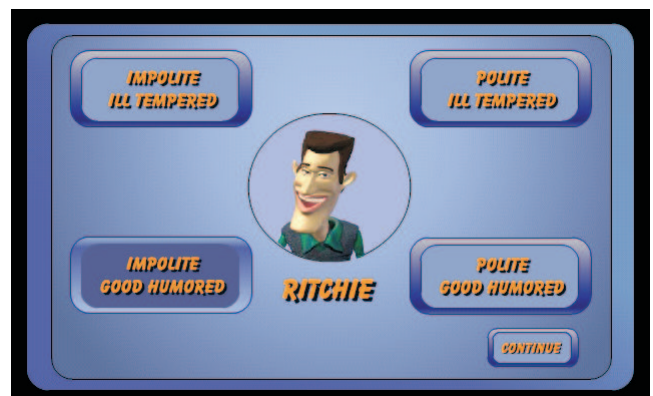 IMPOLITE
ILL TEMPERED
POLITE
ILL TEMPERED
IMPOLITE
GOOD HUMORED
RITCHIE
POLITE
GOOD HUMORED
CONTINUE